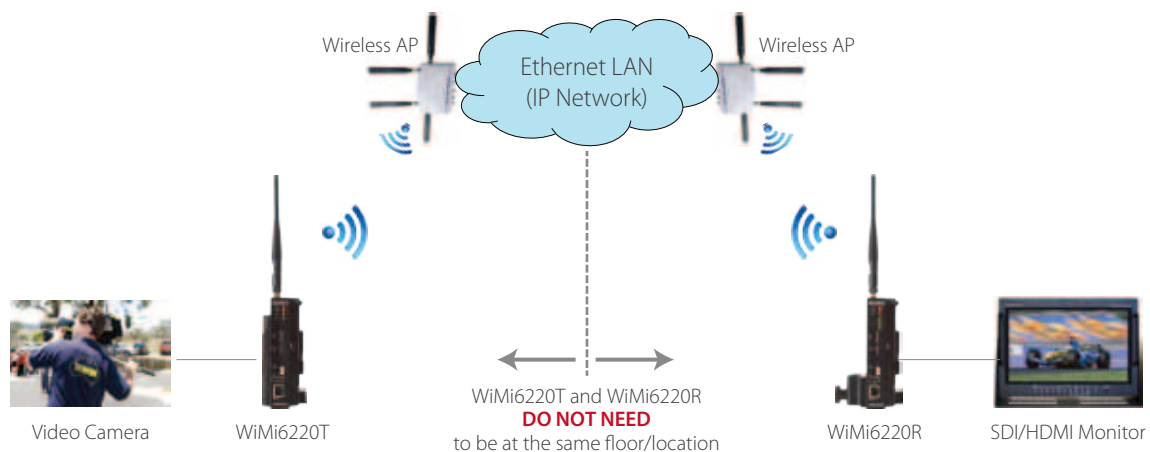 Wireless AP
Ethernet LAN
(IP Network)
Wireless AP
WiMi6220T and WiMi6220R
DO NOT NEED
to be at the same floor/location
Video Camera
WiMi6220T
WiMi6220R
SDI/HDMI Monitor